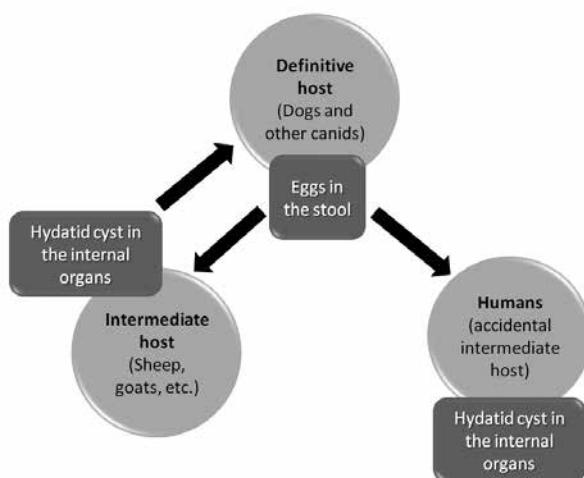 Definitive
host
(Dogs and
other canids)
Eggs in
the stool
Hydatid cyst in
the internal
organs
Intermediate
host
(Sheep,
goats, etc.)
Humans
(accidental
intermediate
host)
Hydatid cyst in
the internal
organs